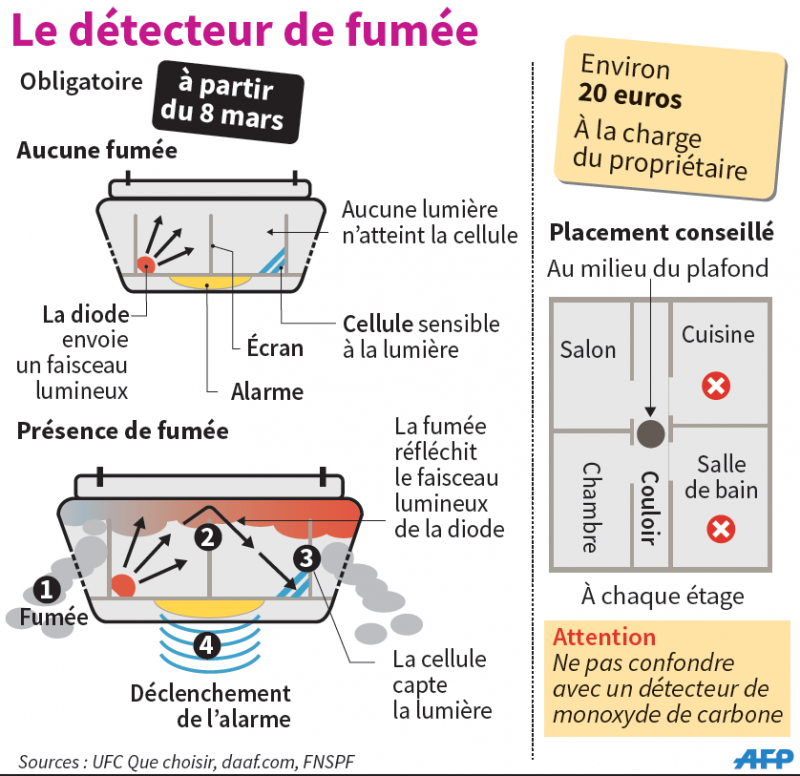 Le détecteur de fumée
Obligatoire
à partir
du 8 mars
Aucune fumée
Aucune lumière
n'atteint la cellule
La diode
envoie
un faisceau
lumineux
Écran
Alarme
Cellule sensible
à la lumière
Présence de fumée
La fumée
réfléchit
le faisceau
lumineux
de la diode
1
2
3
Fumée
4
Déclenchement
de l'alarme
La cellule
capte
la lumière
Environ
20 euros
À la charge
du propriétaire
Placement conseillé
Au milieu du plafond
Salon
Cuisine
Chambre
Couloir
Salle
de bain
À chaque étage
Attention
Ne pas confondre
avec un détecteur de
monoxyde de carbone
Sources : UFC Que choisir, daaf.com, FNSPF
AFP